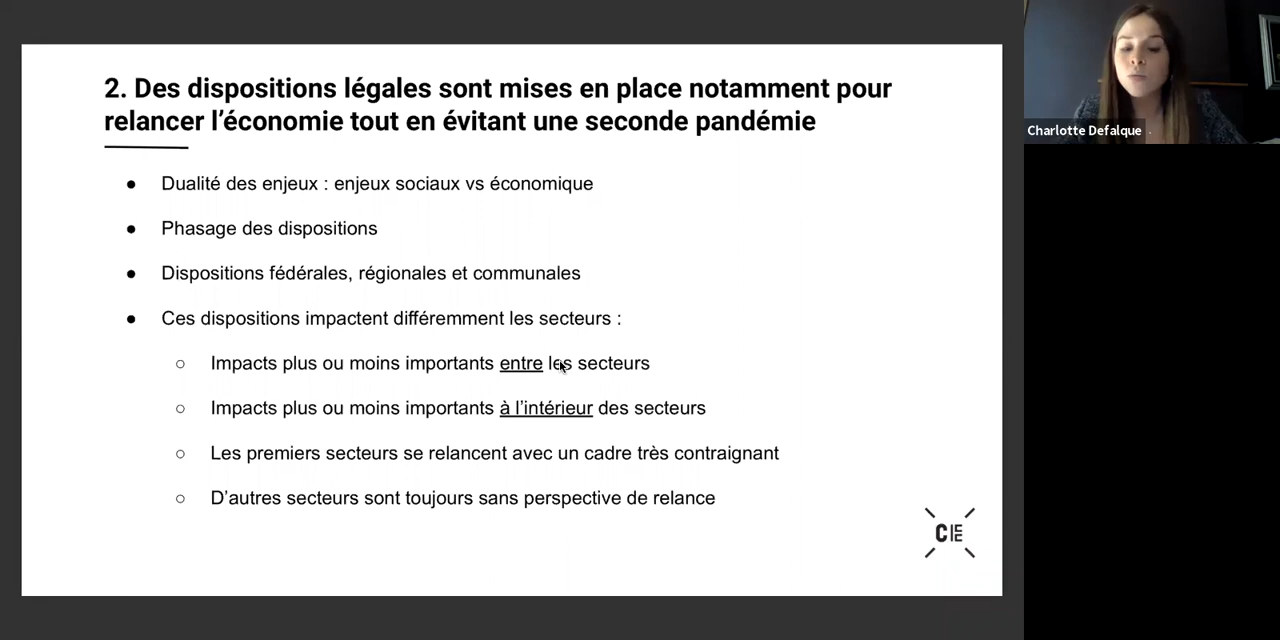 2. Des dispositions légales sont mises en place notamment pour
relancer l’économie tout en évitant une seconde pandémie
● Dualité des enjeux : enjeux sociaux vs économique
● Phasage des dispositions
● Dispositions fédérales, régionales et communales
● Ces dispositions impactent différemment les secteurs :
○ Impacts plus ou moins importants entre les secteurs
○ Impacts plus ou moins importants à l’intérieur des secteurs
○ Les premiers secteurs se relancent avec un cadre très contraignant
○ D’autres secteurs sont toujours sans perspective de relance
Charlotte Defalque